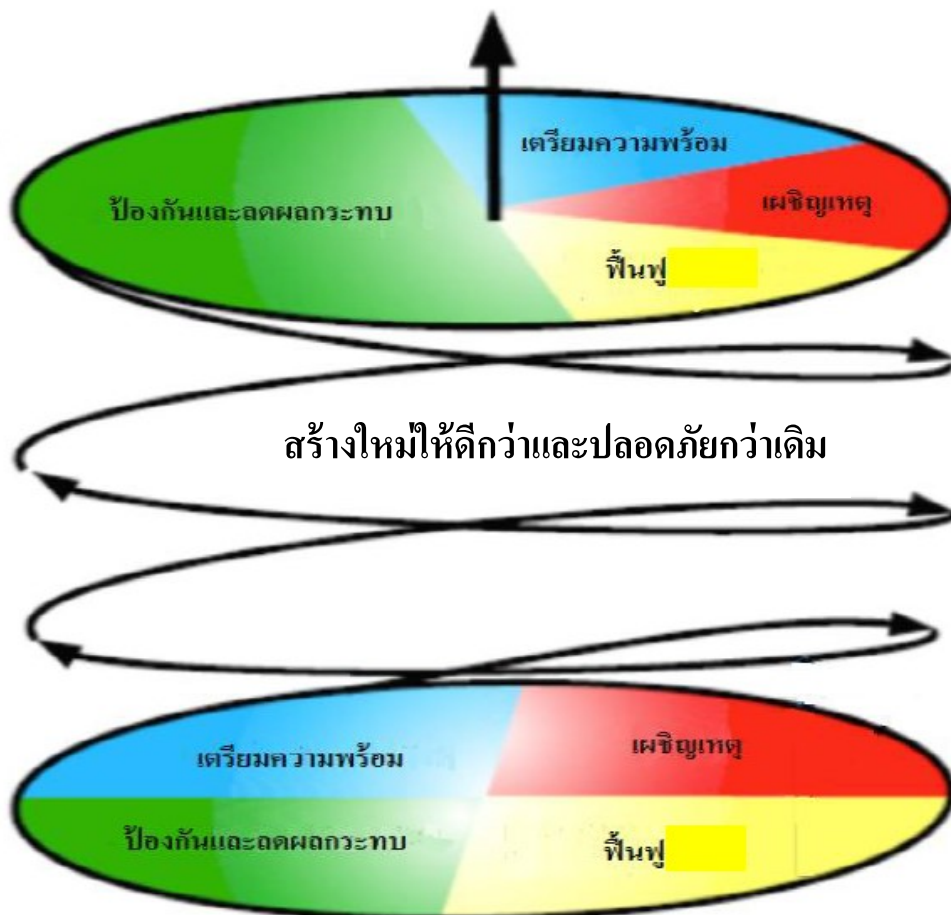 เตรียมความพร้อม
ป้องกันและลดผลกระทบ
เผชิญเหตุ
ฟื้นฟู
สร้างใหม่ให้ดีกว่าและปลอดภัยกว่าเดิม
เตรียมความพร้อม
เผชิญเหตุ
ป้องกันและลดผลกระทบ
ฟื้นฟู